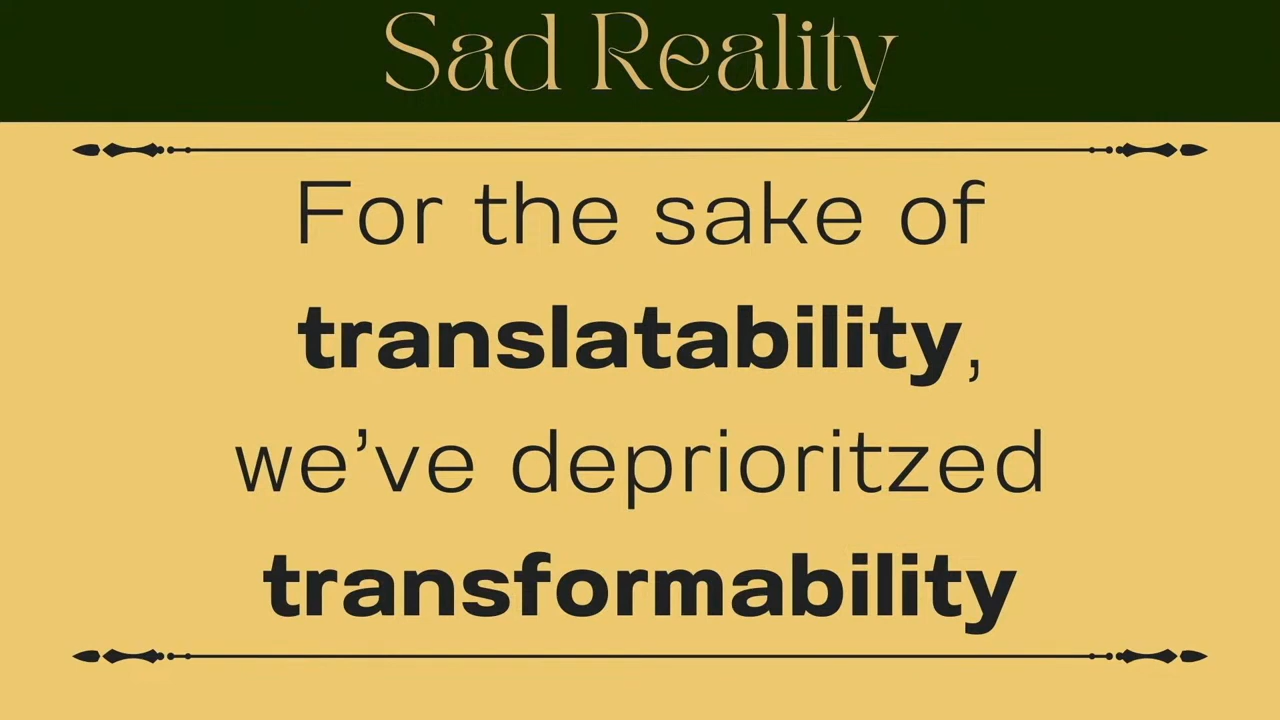 Sad Reality
For the sake of
translatability,
we’ve deprioritzed
transformability